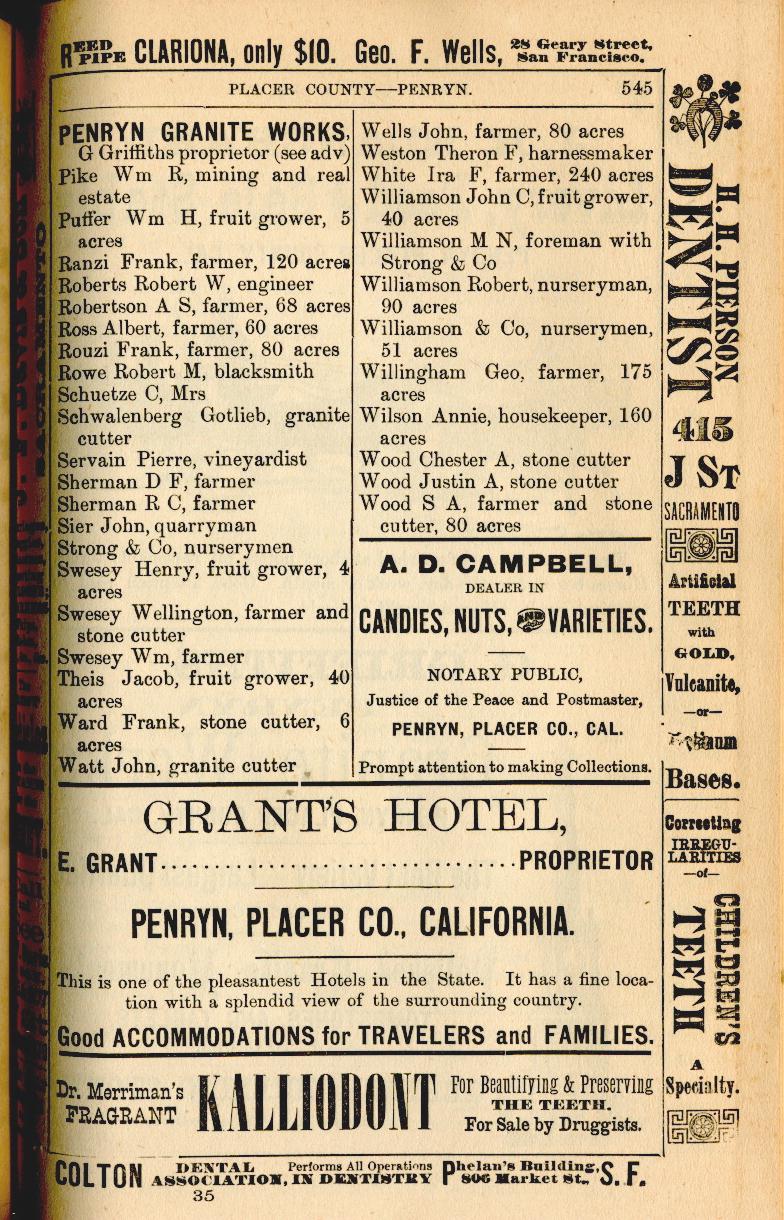 REED PIPE CLARIONA, only $10. Geo. F. Wells, 28 Geary Street, San Francisco.
PLACER COUNTY—PENRYN. 545
PENRYN GRANITE WORKS,
G Griffiths proprietor (see adv)
Pike Wm R, mining and real
estate
Puffer Wm H, fruit grower, 5
acres
Ranzi Frank, farmer, 120 acres
Roberts Robert W, engineer
Robertson A S, farmer, 68 acres
Ross Albert, farmer, 60 acres
Rouzi Frank, farmer, 80 acres
Rowe Robert M, blacksmith
Schuetze C, Mrs
Schwalenberg Gotlieb, granite
cutter
Servain Pierre, vineyardist
Sherman D F, farmer
Sherman R C, farmer
Sier John, quarryman
Strong & Co, nurserymen
Swesey Henry, fruit grower, 4
acres
Swesey Wellington, farmer and
stone cutter
Swesey Wm, farmer
Theis Jacob, fruit grower, 40
acres
Ward Frank, stone cutter, 6
acres
Watt John, granite cutter
Wells John, farmer, 80 acres
Weston Theron F, harnessmaker
White Ira F, farmer, 240 acres
Williamson John C, fruit grower,
40 acres
Williamson M N, foreman with
Strong & Co
Williamson Robert, nurseryman,
90 acres
Williamson & Co, nurserymen,
51 acres
Willingham Geo, farmer, 175
acres
Wilson Annie, housekeeper, 160
acres
Wood Chester A, stone cutter
Wood Justin A, stone cutter
Wood S A, farmer and stone
cutter, 80 acres
A. D. CAMPBELL,
DEALER IN
CANDIES, NUTS, AND VARIETIES.
NOTARY PUBLIC,
Justice of the Peace and Postmaster,
PENRYN, PLACER CO., CAL.
Prompt attention to making Collections.
GRANT'S HOTEL,
E. GRANT................................PROPRIETOR
PENRYN, PLACER CO., CALIFORNIA.
This is one of the pleasantest Hotels in the State. It has a fine loca-
tion with a splendid view of the surrounding country.
Good ACCOMMODATIONS for TRAVELERS and FAMILIES.
Dr. Merriman's
FRAGRANT
KALLIODONT
For Beautifying & Preserving
THE TEETH.
For Sale by Druggists.
COLTON DENTAL ASSOCIATION, Performs All Operations IN DENTISTRY Phelan's Building, 806 Market St., S. F.
35
H. H. PIERSON
DENTIST
415
J ST
SACRAMENTO
Artificial
TEETH
with
GOLD,
Vulcanite,
—or—
Bases.
Correcting
IRREGU-
LARITIES
—of—
CHILDREN'S
TEETH
A
Specialty.